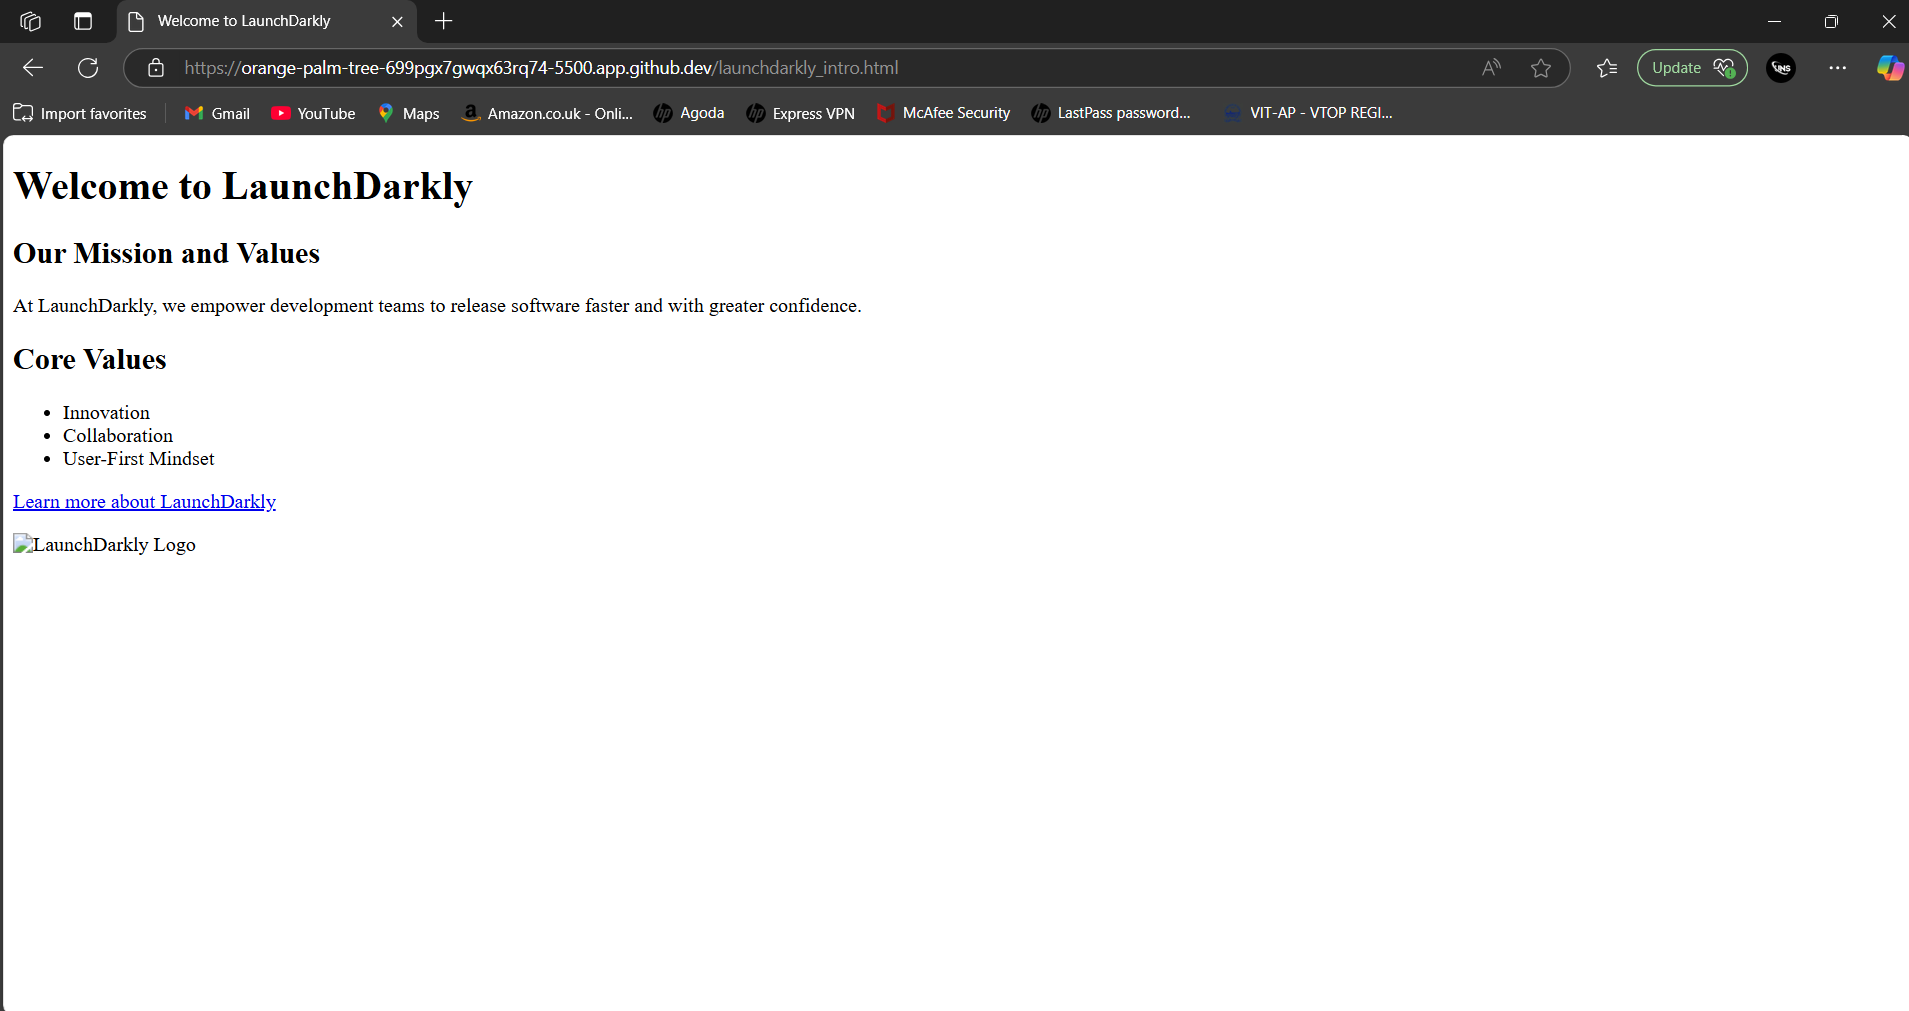 Welcome to LaunchDarkly
https://orange-palm-tree-699pgx7gwqx63rq74-5500.app.github.dev/launchdarkly_intro.html
Update
Import favorites Gmail YouTube Maps Amazon.co.uk - Onli... Agoda Express VPN McAfee Security LastPass password... VIT-AP - VTOP REGI...
Welcome to LaunchDarkly
Our Mission and Values
At LaunchDarkly, we empower development teams to release software faster and with greater confidence.
Core Values
Innovation
Collaboration
User-First Mindset
Learn more about LaunchDarkly
LaunchDarkly Logo